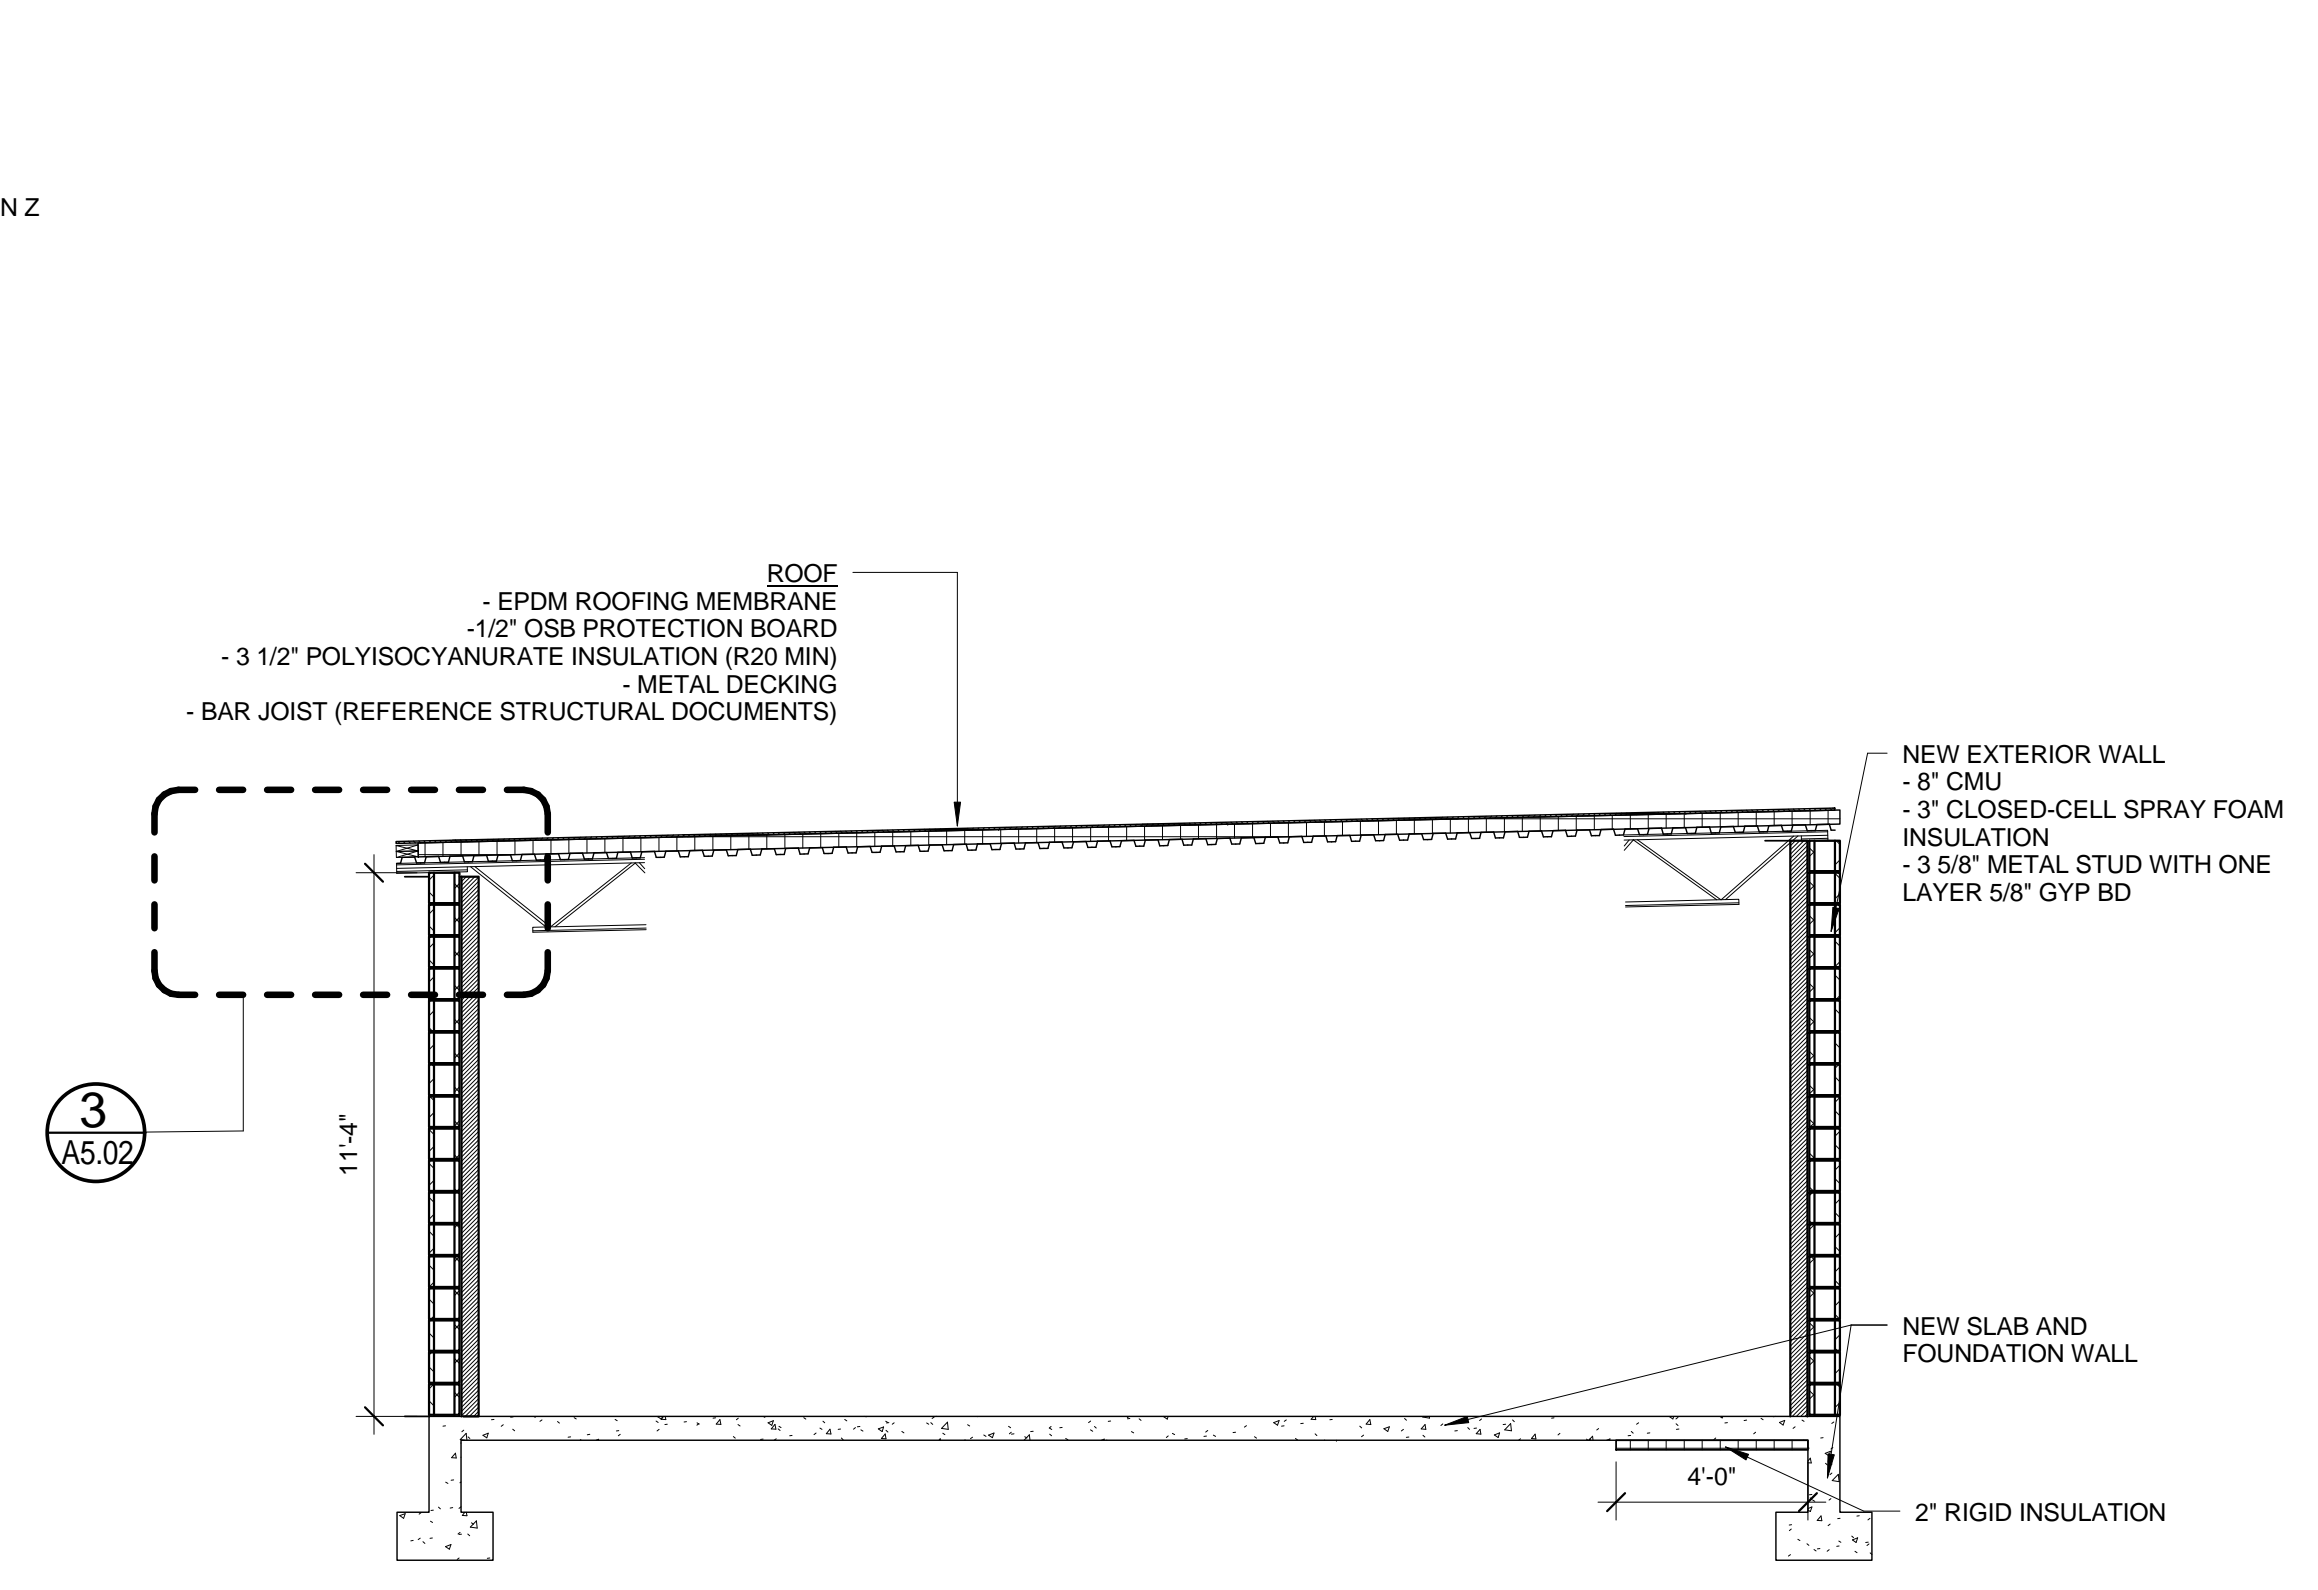 N Z
ROOF
- EPDM ROOFING MEMBRANE
-1/2" OSB PROTECTION BOARD
- 3 1/2" POLYISOCYANURATE INSULATION (R20 MIN)
- METAL DECKING
- BAR JOIST (REFERENCE STRUCTURAL DOCUMENTS)
NEW EXTERIOR WALL
- 8" CMU
- 3" CLOSED-CELL SPRAY FOAM
INSULATION
- 3 5/8" METAL STUD WITH ONE
LAYER 5/8" GYP BD
3
A5.02
11'-4"
NEW SLAB AND
FOUNDATION WALL
4'-0"
2" RIGID INSULATION